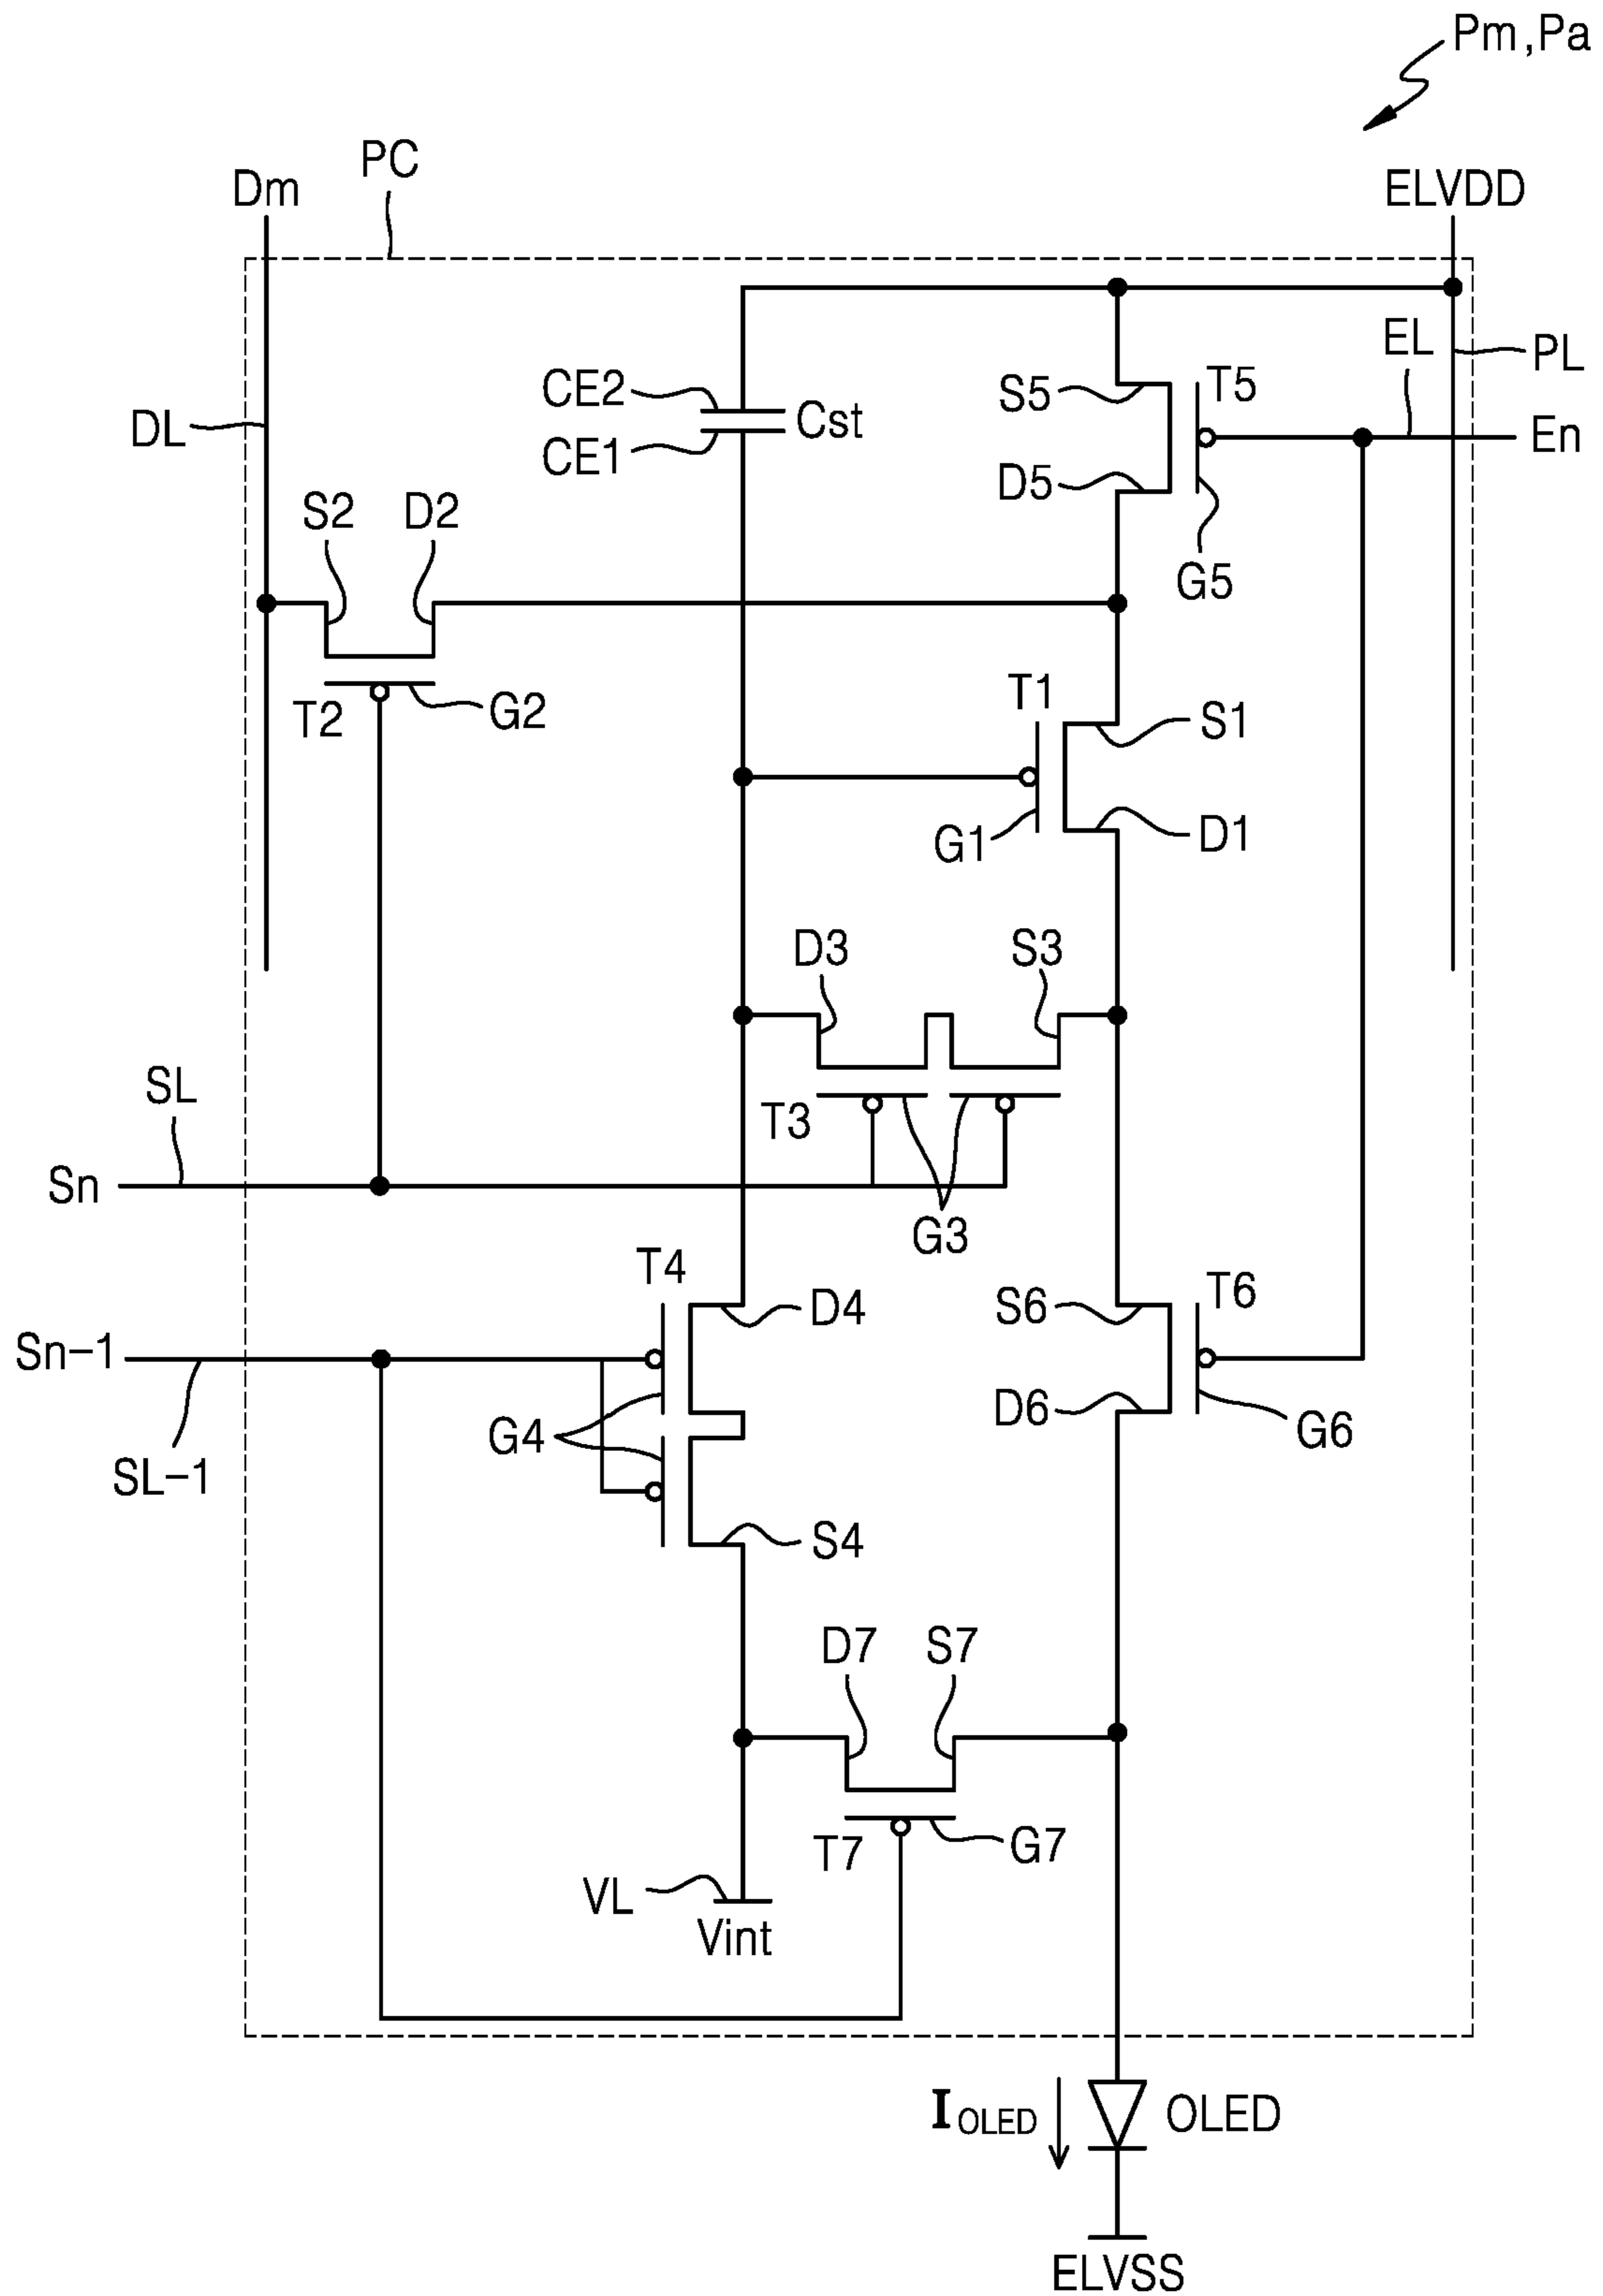 Pm,Pa
PC
Dm
ELVDD
EL
PL
CE2
S5
T5
DL
Cst
En
CE1
D5
S2
D2
G5
T1
T2
G2
S1
G1
D1
D3
S3
SL
T3
Sn
G3
T4
D4
S6
T6
Sn-1
G4
D6
G6
SL-1
S4
D7
S7
T7
G7
VL
Vint
IOLED
OLED
ELVSS